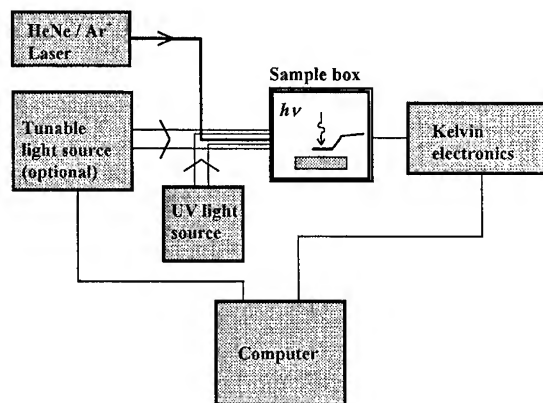 HeNe / Ar+
Laser
Sample box
hν
Tunable
light source
(optional)
Kelvin
electronics
UV light
source
Computer